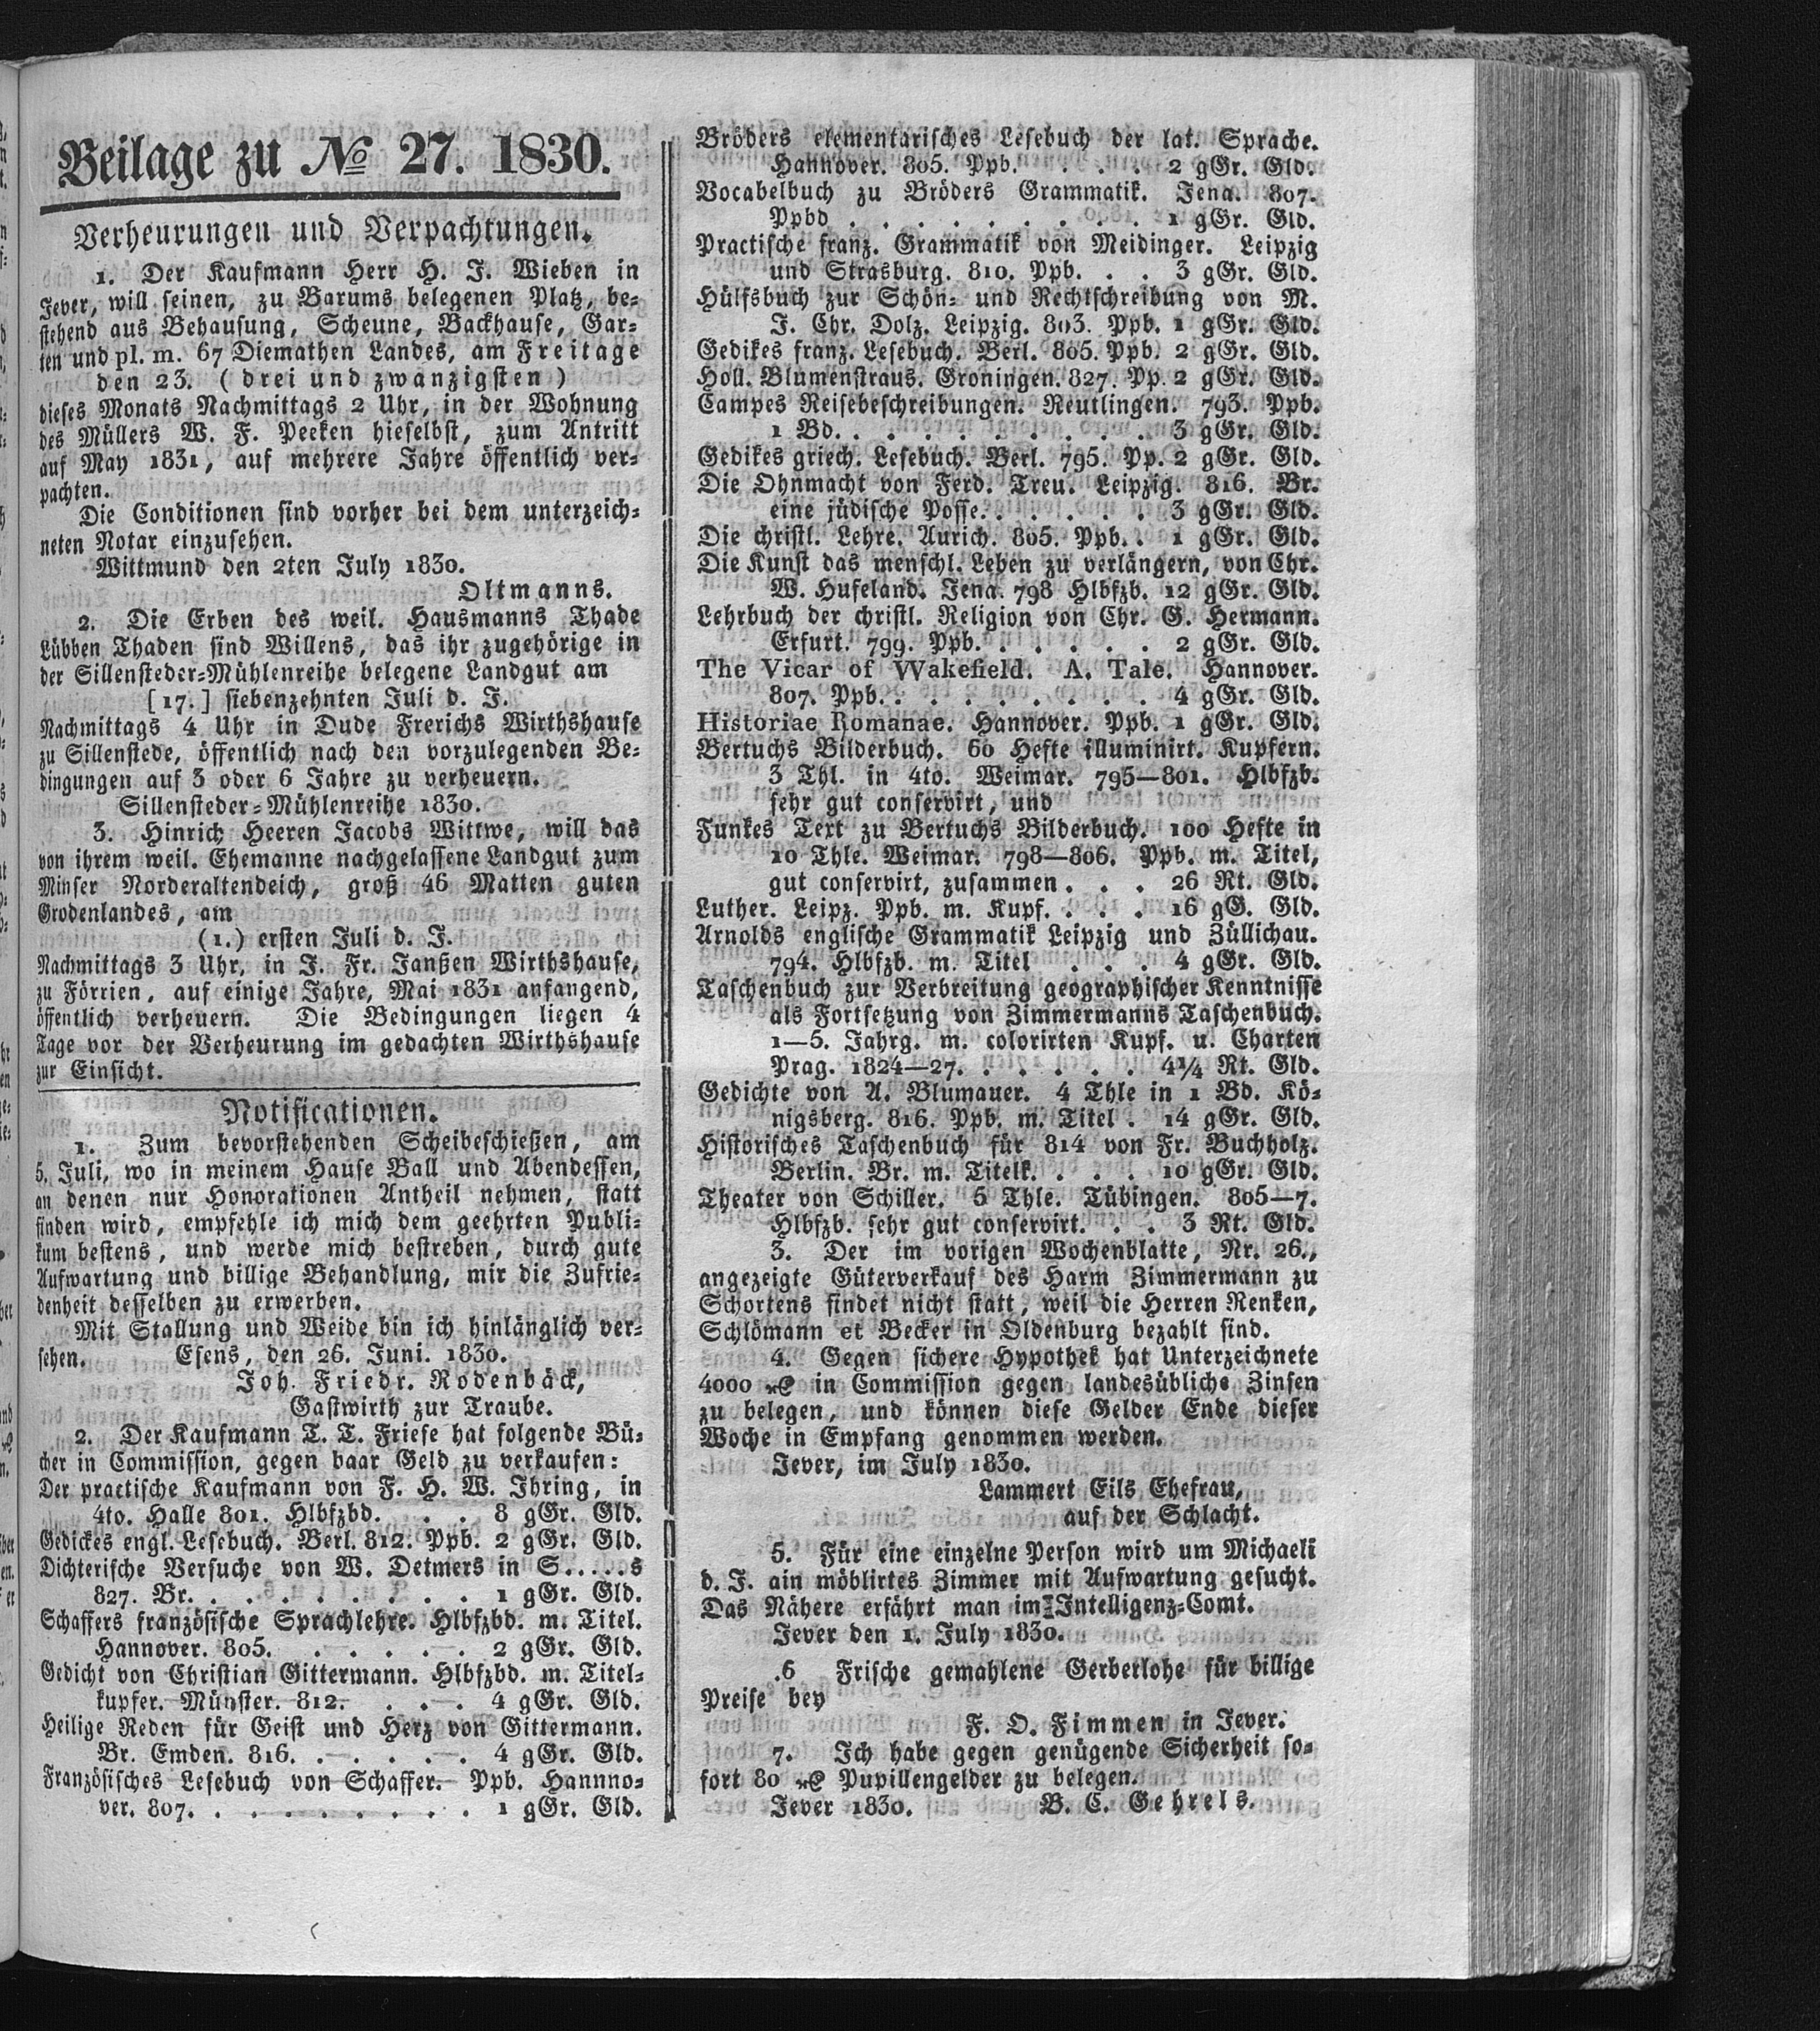 Beilage zu № 27. 1830.
Verheurungen und Verpachtungen.
1. Der Kaufmann Herr H. J. Wieben in
Jever, will seinen, zu Barums belegenen Platz, be-
stehend aus Behausung, Scheune, Backhause, Gar-
ten und pl. m. 67 Diemathen Landes, am Freitage
den 23. (drei und zwanzigsten)
dieses Monats Nachmittags 2 Uhr, in der Wohnung
des Müllers W. F. Peeken hieselbst, zum Antritt
auf May 1831, auf mehrere Jahre öffentlich ver-
pachten.
Die Conditionen sind vorher bei dem unterzeich-
neten Notar einzusehen.
Wittmund den 2ten July 1830.
Oltmanns.
2. Die Erben des weil. Hausmanns Thade
Lübben Thaden sind Willens, das ihr zugehörige in
der Sillensteder-Mühlenreihe belegene Landgut am
[17.] siebenzehnten Juli d. J.
Nachmittags 4 Uhr in Dude Frerichs Wirthshause
zu Sillenstede, öffentlich nach den vorzulegenden Be-
dingungen auf 3 oder 6 Jahre zu verheuern.
Sillensteder-Mühlenreihe 1830.
3. Hinrich Heeren Jacobs Wittwe, will das
von ihrem weil. Ehemanne nachgelassene Landgut zum
Minser Norderaltendeich, groß 46 Matten guten
Grodenlandes, am
(1.) ersten Juli d. J.
Nachmittags 3 Uhr, in J. Fr. Janßen Wirthshause,
zu Förrien, auf einige Jahre, Mai 1831 anfangend,
öffentlich verheuern. Die Bedingungen liegen 4
Tage vor der Verheurung im gedachten Wirthshause
zur Einsicht.
Notificationen.
1. Zum bevorstehenden Scheibeschießen, am
5. Juli, wo in meinem Hause Ball und Abendessen,
an denen nur Honorationen Antheil nehmen, statt
finden wird, empfehle ich mich dem geehrten Publi-
kum bestens, und werde mich bestreben, durch gute
Aufwartung und billige Behandlung, mir die Zufrie-
denheit desselben zu erwerben.
Mit Stallung und Weide bin ich hinlänglich ver-
sehen. Esens, den 26. Juni. 1830.
Joh. Friedr. Rodenbäck,
Gastwirth zur Traube.
2. Der Kaufmann T. T. Friese hat folgende Bü-
cher in Commission, gegen baar Geld zu verkaufen:
Der practische Kaufmann von F. H. W. Ihring, in
4to. Halle 801. Hlbfzbd. . . . 8 gGr. Gld.
Gedickes engl. Lesebuch. Berl. 812. Ppb. 2 gGr. Gld.
Dichterische Versuche von W. Detmers in S.....s
827. Br. . . . . . . . . . 1 gGr. Gld.
Schaffers französische Sprachlehre. Hlbfzbd. m. Titel.
Hannover. 805. . . . . . . 2 gGr. Gld.
Gedicht von Christian Gittermann. Hlbfzbd. m. Titel-
kupfer. Münster. 812. . . . 4 gGr. Gld.
Heilige Reden für Geist und Herz von Gittermann.
Br. Emden. 816. . . . . . 4 gGr. Gld.
Französisches Lesebuch von Schaffer. Ppb. Hannno-
ver. 807. . . . . . . . . . 1 gGr. Gld.
Bröders elementarisches Lesebuch der lat. Sprache.
Hannover. 805. Ppb. . . . . 2 gGr. Gld.
Vocabelbuch zu Bröders Grammatik. Jena. 807.
Ppbd . . . . . . . . . . 1 gGr. Gld.
Practische franz. Grammatik von Meidinger. Leipzig
und Strasburg. 810. Ppb. . . 3 gGr. Gld.
Hülfsbuch zur Schön- und Rechtschreibung von M.
J. Chr. Dolz. Leipzig. 803. Ppb. 1 gGr. Gld.
Gedikes franz. Lesebuch. Berl. 805. Ppb. 2 gGr. Gld.
Holl. Blumenstraus. Groningen. 827. Pp. 2 gGr. Gld.
Campes Reisebeschreibungen. Reutlingen. 793. Ppb.
1 Bd. . . . . . . . . . . 3 gGr. Gld.
Gedikes griech. Lesebuch. Berl. 795. Pp. 2 gGr. Gld.
Die Ohnmacht von Ferd. Treu. Leipzig. 816. Br.
eine jüdische Posse. . . . . . 3 gGr. Gld.
Die christl. Lehre. Aurich. 805. Ppb. . 1 gGr. Gld.
Die Kunst das menschl. Leben zu verlängern, von Chr.
W. Hufeland. Jena. 798 Hlbfzb. 12 gGr. Gld.
Lehrbuch der christl. Religion von Chr. G. Hermann.
Erfurt. 799. Ppb. . . . . . 2 gGr. Gld.
The Vicar of Wakefield. A. Tale. Hannover.
807. Ppb. . . . . . . . . 4 gGr. Gld.
Historiae Romanae. Hannover. Ppb. 1 gGr. Gld.
Bertuchs Bilderbuch. 60 Hefte illuminirt. Kupfern.
3 Thl. in 4to. Weimar. 795—801. Hlbfzb.
sehr gut conservirt, und
Funkes Text zu Bertuchs Bilderbuch. 100 Hefte in
10 Thle. Weimar. 798—806. Ppb. m. Titel,
gut conservirt, zusammen . . . 26 Rt. Gld.
Luther. Leipz. Ppb. m. Kupf. . . . 16 gG. Gld.
Arnolds englische Grammatik Leipzig und Züllichau.
794. Hlbfzb. m. Titel . . . 4 gGr. Gld.
Taschenbuch zur Verbreitung geographischer Kenntnisse
als Fortsetzung von Zimmermanns Taschenbuch.
1—5. Jahrg. m. colorirten Kupf. u. Charten
Prag. 1824—27. . . . . . . 4¼ Rt. Gld.
Gedichte von A. Blumauer. 4 Thle in 1 Bd. Kö-
nigsberg. 816. Ppb. m. Titel . 14 gGr. Gld.
Historisches Taschenbuch für 814 von Fr. Buchholz.
Berlin. Br. m. Titelk. . . . 10 gGr. Gld.
Theater von Schiller. 5 Thle. Tübingen. 805—7.
Hlbfzb. sehr gut conservirt. . . 3 Rt. Gld.
3. Der im vorigen Wochenblatte, Nr. 26.,
angezeigte Güterverkauf des Harm Zimmermann zu
Schortens findet nicht statt, weil die Herren Renken,
Schlömann et Becker in Oldenburg bezahlt sind.
4. Gegen sichere Hypothek hat Unterzeichnete
4000 ₰ in Commission gegen landesübliche Zinsen
zu belegen, und können diese Gelder Ende dieser
Woche in Empfang genommen werden.
Jever, im July 1830.
Lammert Eils Ehefrau,
auf der Schlacht.
5. Für eine einzelne Person wird um Michaeli
d. J. ain möblirtes Zimmer mit Aufwartung gesucht.
Das Nähere erfährt man im Intelligenz-Comt.
Jever den 1. July 1830.
.6 Frische gemahlene Gerberlohe für billige
Preise bey
F. O. Fimmen in Jever.
7. Ich habe gegen genügende Sicherheit so-
fort 80 ₰ Pupillengelder zu belegen.
Jever 1830. B. C. Gehrels.